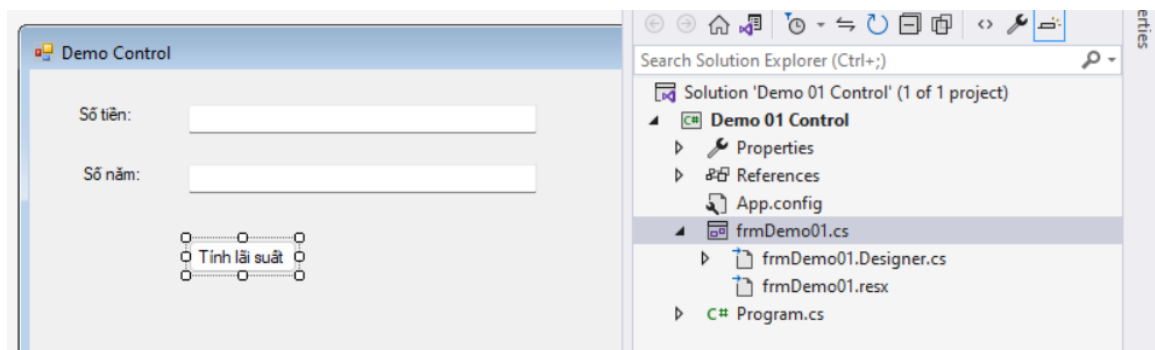 Demo Control
Số tiền:
Số năm:
Tính lãi suất
Search Solution Explorer (Ctrl+;)
Solution 'Demo 01 Control' (1 of 1 project)
C# Demo 01 Control
Properties
References
App.config
frmDemo01.cs
frmDemo01.Designer.cs
frmDemo01.resx
C# Program.cs
erties